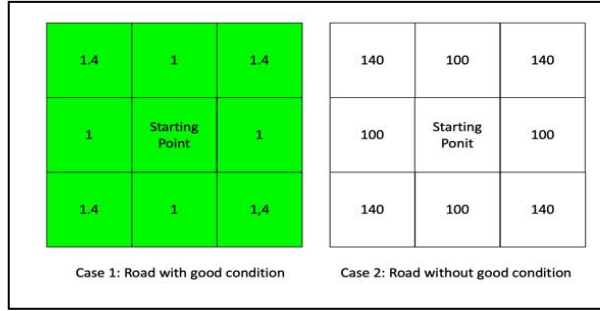 1.4 1 1.4 140 100 140
1 Starting Point 1 100 Starting Ponit 100
1.4 1 1,4 140 100 140
Case 1: Road with good condition Case 2: Road without good condition